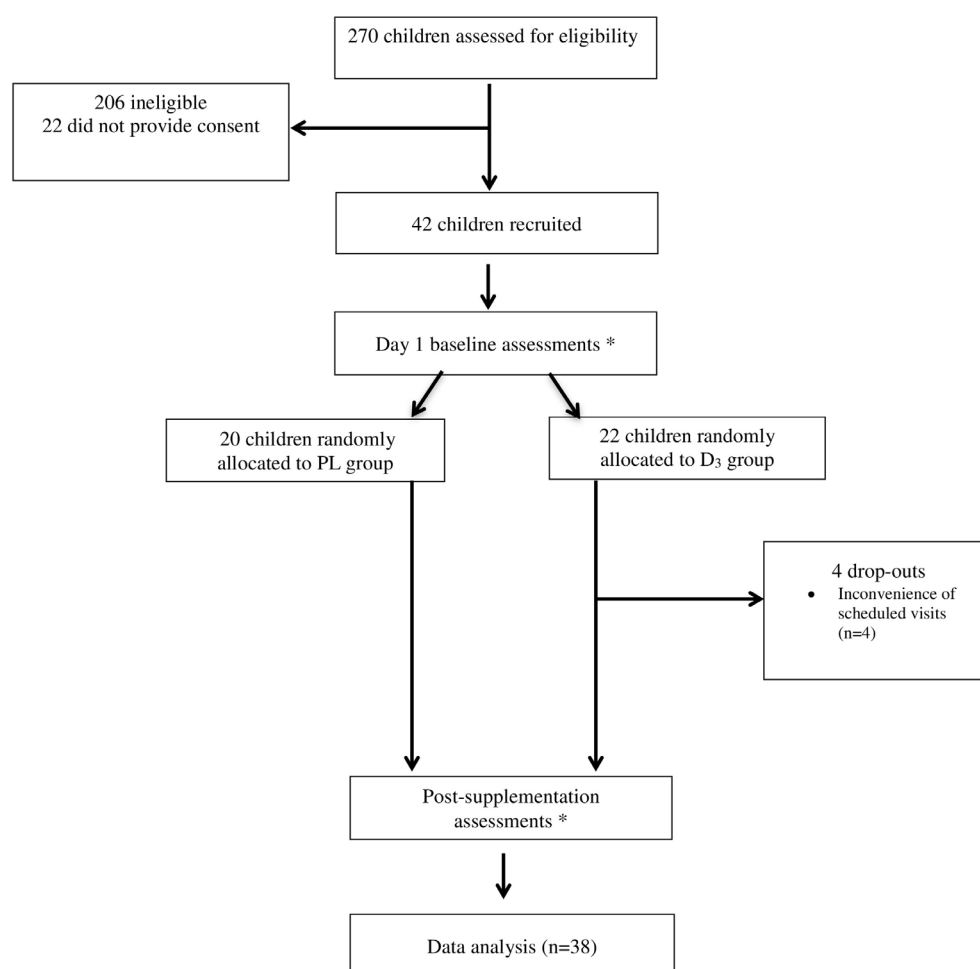 270 children assessed for eligibility
206 ineligible
22 did not provide consent
42 children recruited
Day 1 baseline assessments *
20 children randomly
allocated to PL group
22 children randomly
allocated to D₃ group
4 drop-outs
• Inconvenience of
scheduled visits
(n=4)
Post-supplementation
assessments *
Data analysis (n=38)